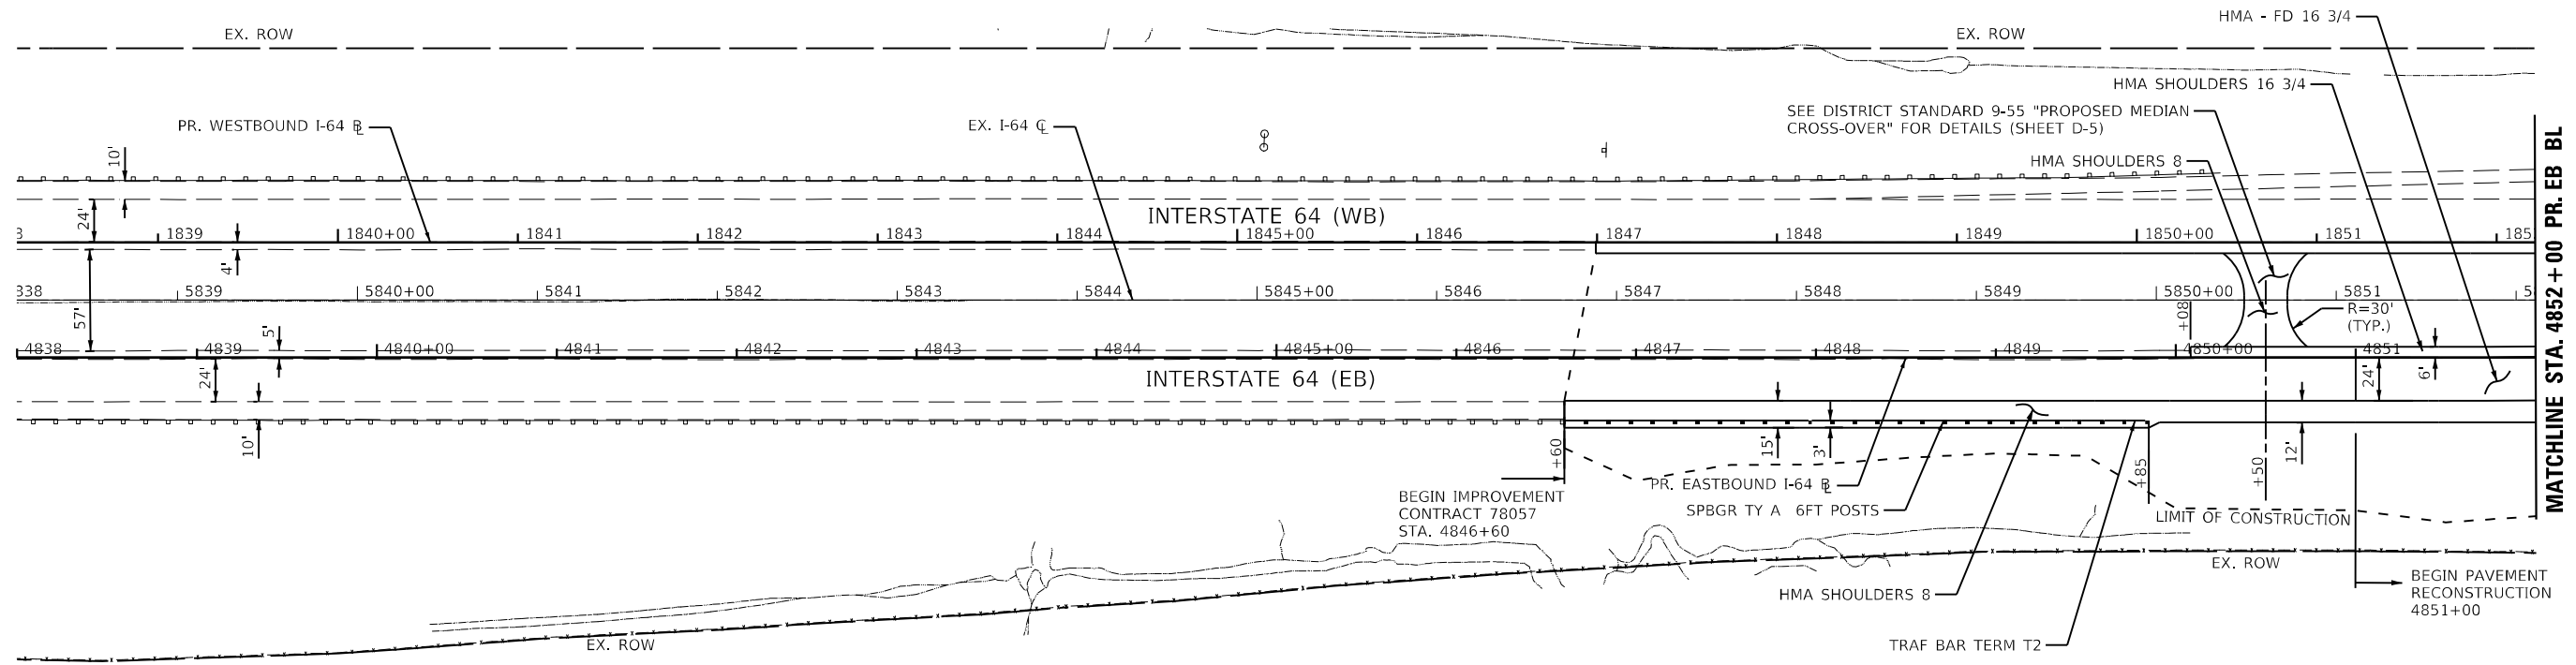 EX. ROW
EX. ROW
HMA - FD 16 3/4
HMA SHOULDERS 16 3/4
SEE DISTRICT STANDARD 9-55 "PROPOSED MEDIAN
CROSS-OVER" FOR DETAILS (SHEET D-5)
HMA SHOULDERS 8
PR. WESTBOUND I-64 BL
EX. I-64 CL
10'
24'
INTERSTATE 64 (WB)
1839 1840+00 1841 1842 1843 1844 1845+00 1846 1847 1848 1849 1850+00 1851 185
4'
338 5839 5840+00 5841 5842 5843 5844 5845+00 5846 5847 5848 5849 5850+00 5851
57'
5'
+08
R=30'
(TYP.)
4838 4839 4840+00 4841 4842 4843 4844 4845+00 4846 4847 4848 4849 4850+00 4851
24'
INTERSTATE 64 (EB)
24'
6'
10'
+60
15'
3'
+85
+50
12'
BEGIN IMPROVEMENT
CONTRACT 78057
STA. 4846+60
PR. EASTBOUND I-64 BL
SPBGR TY A 6FT POSTS
LIMIT OF CONSTRUCTION
EX. ROW
HMA SHOULDERS 8
BEGIN PAVEMENT
RECONSTRUCTION
4851+00
TRAF BAR TERM T2
EX. ROW
MATCHLINE STA. 4852+00 PR. EB BL